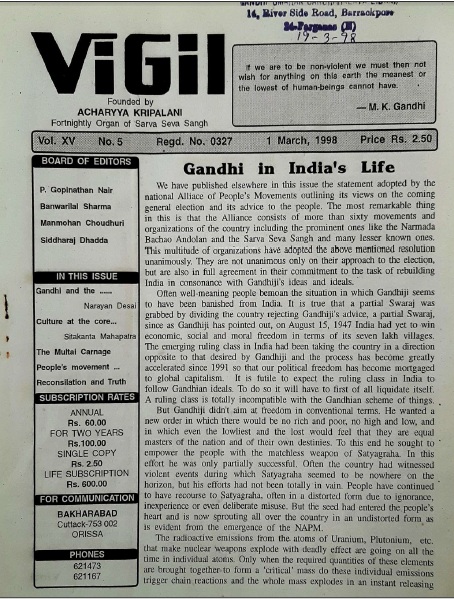 14, River Side Road, Barrackpore
24-Parganas (N)
19-3-98
ViGil
Founded by
ACHARYYA KRIPALANI
Fortnightly Organ of Sarva Seva Sangh
If we are to be non-violent we must then not
wish for anything on this earth the meanest or
the lowest of human-beings cannot have.
— M. K. Gandhi
Vol. XV No. 5 Regd. No. 0327 1 March, 1998 Price Rs. 2.50
BOARD OF EDITORS
P. Gopinathan Nair
Banwarilal Sharma
Manmohan Choudhuri
Siddharaj Dhadda
IN THIS ISSUE
Gandhi and the ......
Narayan Desai
Culture at the core...
Sitakanta Mahapatra
The Multai Carnage
People's movement ...
Reconsilation and Truth
SUBSCRIPTION RATES
ANNUAL
Rs. 60.00
FOR TWO YEARS
Rs.100.00
SINGLE COPY
Rs. 2.50
LIFE SUBSCRIPTION
Rs. 600.00
FOR COMMUNICATION
BAKHARABAD
Cuttack-753 002
ORISSA
PHONES
621473
621167
Gandhi in India's Life
We have published elsewhere in this issue the statement adopted by the
national Alliace of People's Movements outlining its views on the coming
general election and its advice to the people. The most remarkable thing
in this is that the Alliance consists of more than sixty movements and
organizations of the country including the prominent ones like the Narmada
Bachao Andolan and the Sarva Seva Sangh and many lesser known ones.
This multitude of organizations have adopted the above mentioned resolution
unanimously. They are not unanimous only on their approach to the election,
but are also in full agreement in their commitment to the task of rebuilding
India in consonance with Gandhiji's ideas and ideals.
Often well-meaning people bemoan the situation in which Gandhiji seems
to have been banished from India. It is true that a partial Swaraj was
grabbed by dividing the country rejecting Gandhiji's advice, a partial Swaraj,
since as Gandhiji has pointed out, on August 15, 1947 India had yet to win
economic, social and moral freedom in terms of its seven lakh villages.
The emerging ruling class in India had been taking the country in a direction
opposite to that desired by Gandhiji and the process has become greatly
accelerated since 1991 so that our political freedom has become mortgaged
to global capitalism. It is futile to expect the ruling class in India to
follow Gandhian ideals. To do so it will have to first of all liquidate itself.
A ruling class is totally incompatible with the Gandhian scheme of things.
But Gandhiji didn't aim at freedom in conventional terms. He wanted a
new order in which there would be no rich and poor, no high and low, and
in which even the lowliest and the lost would feel that they are equal
masters of the nation and of their own destinies. To this end he sought to
empower the people with the matchless weapon of Satyagraha. In this
effort he was only partially successful. Often the country had witnessed
violent events during which Satyagraha seemed to be nowhere on the
horizon, but his efforts had not been totally in vain. People have continued
to have recourse to Satyagraha, often in a distorted form due to ignorance,
inexperience or even deliberate misuse. But the seed had entered the people's
heart and is now sprouting all over the country in an undistorted form as
is evident from the emergence of the NAPM.
The radioactive emissions from the atoms of Uranium, Plutonium, etc.
that make nuclear weapons explode with deadly effect are going on all the
time in individual atoms. Only when the required quantities of these elements
are brought together-to form a 'critical' mass do these individual emissions
trigger chain reactions and the whole mass explodes in an instant releasing